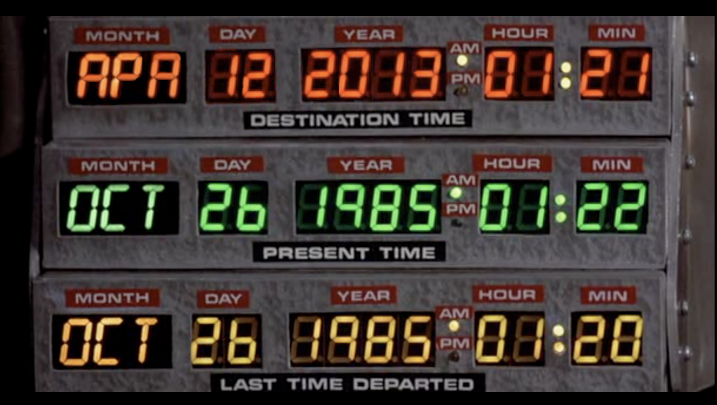 MONTH DAY YEAR HOUR MIN
AM
PM
APA 12 2013 01:21
DESTINATION TIME
MONTH DAY YEAR HOUR MIN
AM
PM
OCT 26 1985 01:22
PRESENT TIME
MONTH DAY YEAR HOUR MIN
AM
PM
OCT 26 1985 01:20
LAST TIME DEPARTED